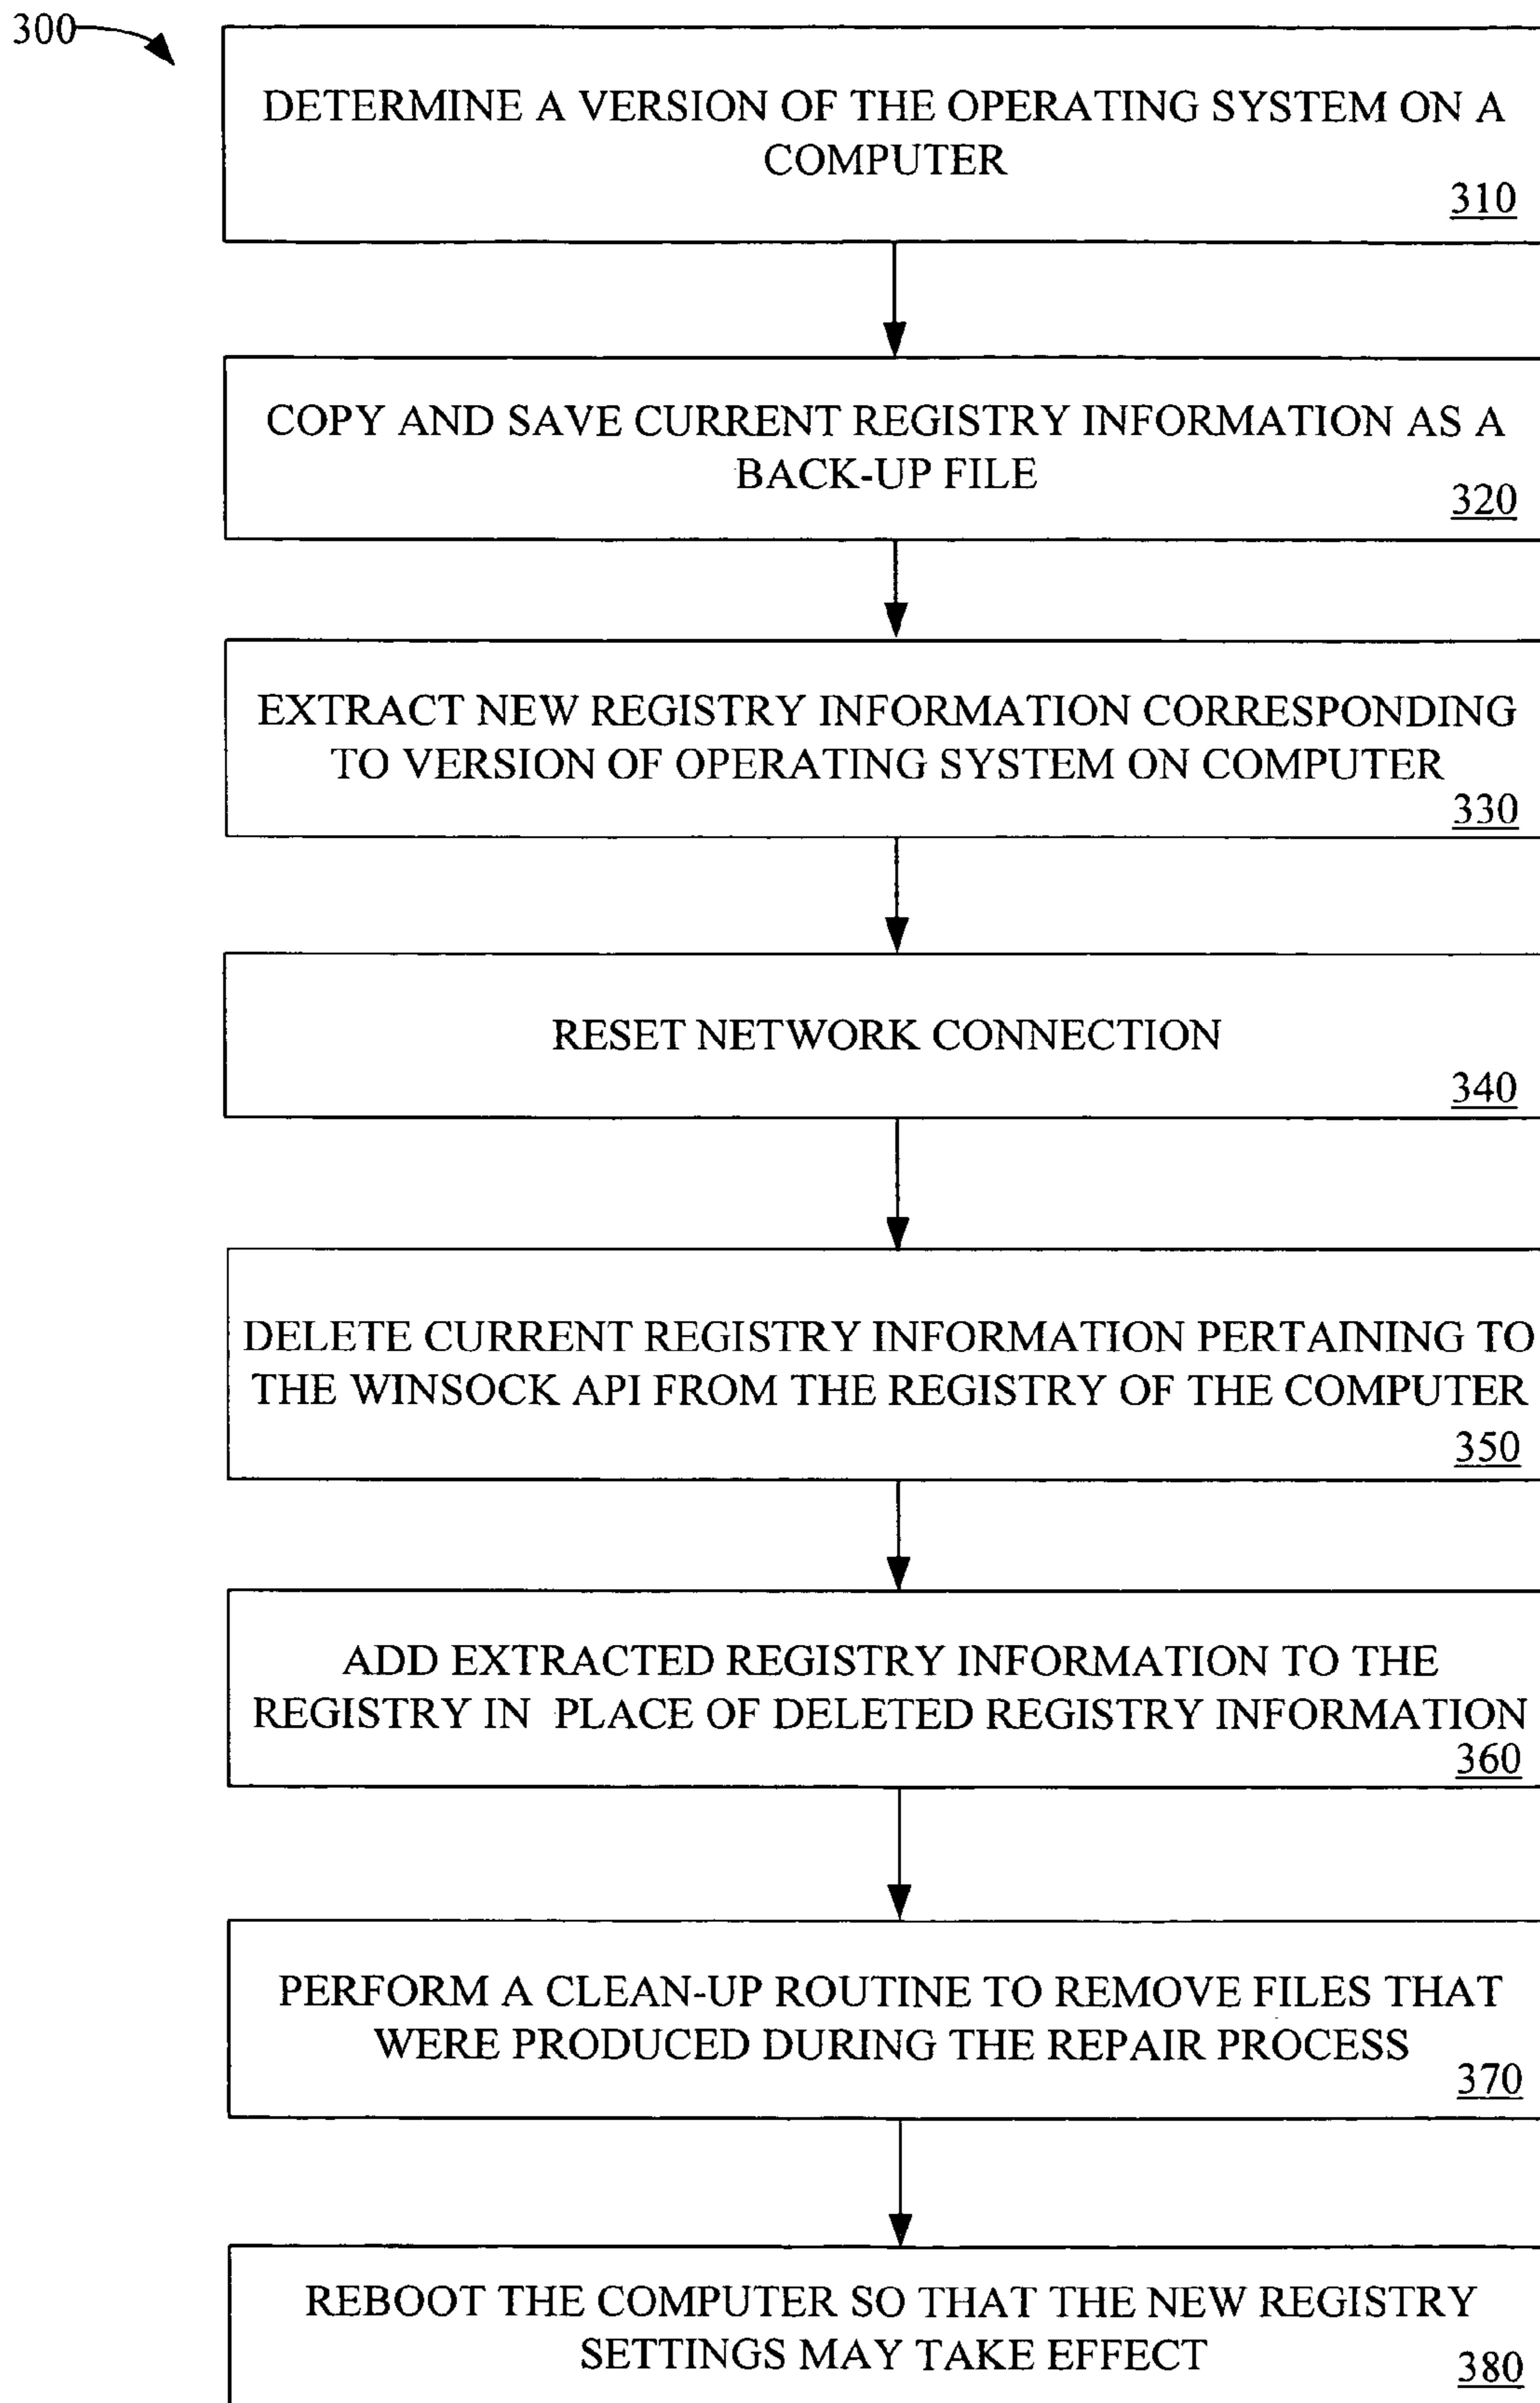 300
DETERMINE A VERSION OF THE OPERATING SYSTEM ON A
COMPUTER
310
COPY AND SAVE CURRENT REGISTRY INFORMATION AS A
BACK-UP FILE
320
EXTRACT NEW REGISTRY INFORMATION CORRESPONDING
TO VERSION OF OPERATING SYSTEM ON COMPUTER
330
RESET NETWORK CONNECTION
340
DELETE CURRENT REGISTRY INFORMATION PERTAINING TO
THE WINSOCK API FROM THE REGISTRY OF THE COMPUTER
350
ADD EXTRACTED REGISTRY INFORMATION TO THE
REGISTRY IN PLACE OF DELETED REGISTRY INFORMATION
360
PERFORM A CLEAN-UP ROUTINE TO REMOVE FILES THAT
WERE PRODUCED DURING THE REPAIR PROCESS
370
REBOOT THE COMPUTER SO THAT THE NEW REGISTRY
SETTINGS MAY TAKE EFFECT
380